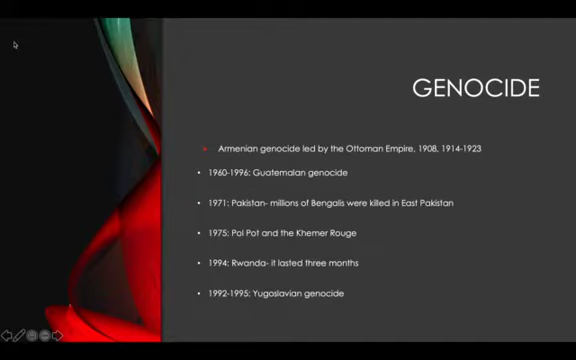 GENOCIDE
Armenian genocide led by the Ottoman Empire, 1908, 1914-1923
1960-1996: Guatemalan genocide
1971: Pakistan- millions of Bengalis were killed in East Pakistan
1975: Pol Pot and the Khemer Rouge
1994: Rwanda- it lasted three months
1992-1995: Yugoslavian genocide